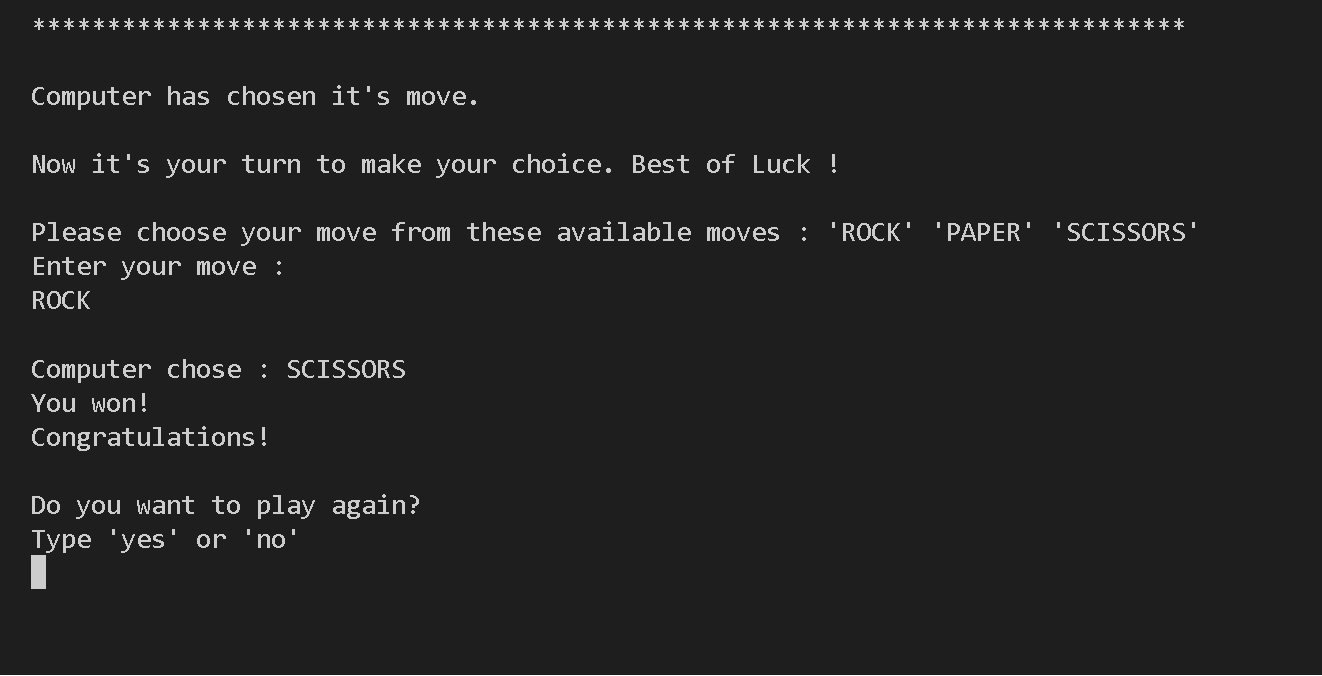 *****************************************************************************
Computer has chosen it's move.
Now it's your turn to make your choice. Best of Luck !
Please choose your move from these available moves : 'ROCK' 'PAPER' 'SCISSORS'
Enter your move :
ROCK
Computer chose : SCISSORS
You won!
Congratulations!
Do you want to play again?
Type 'yes' or 'no'